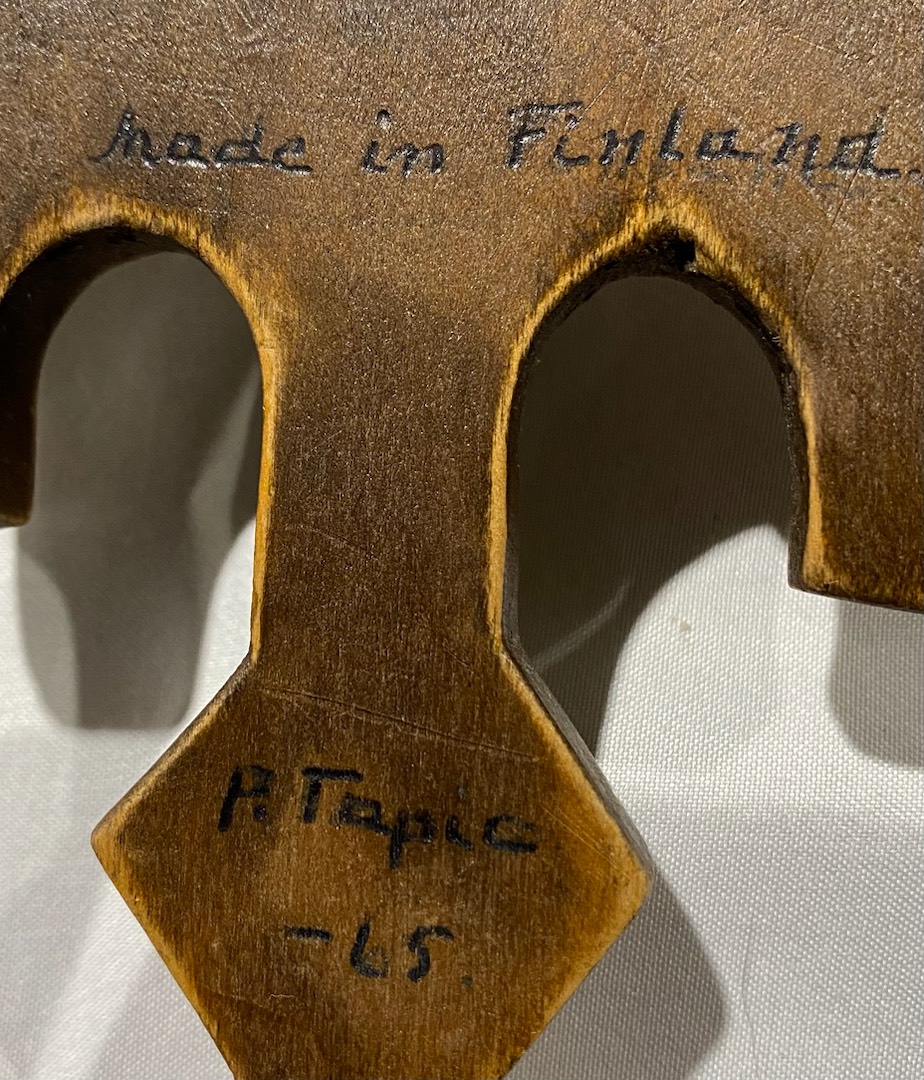 made in Finland.
P. Tapio
-65.